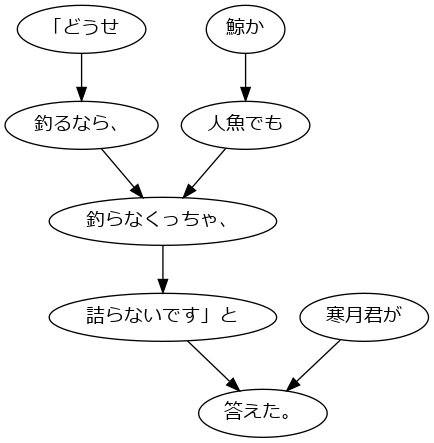 「どうせ
鯨か
釣るなら、
人魚でも
釣らなくっちゃ、
詰らないです」と
寒月君が
答えた。